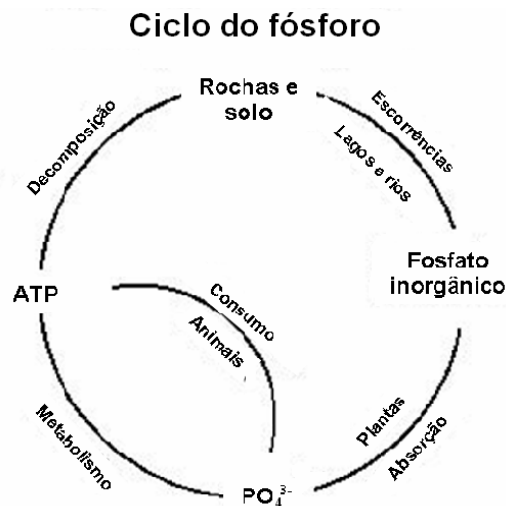 Ciclo do fósforo
Rochas e
solo
Decomposição
Escorrências
Lagos e rios
Fosfato
inorgânico
ATP
Consumo
Animais
Plantas
Absorção
Metabolismo
PO₄³⁻